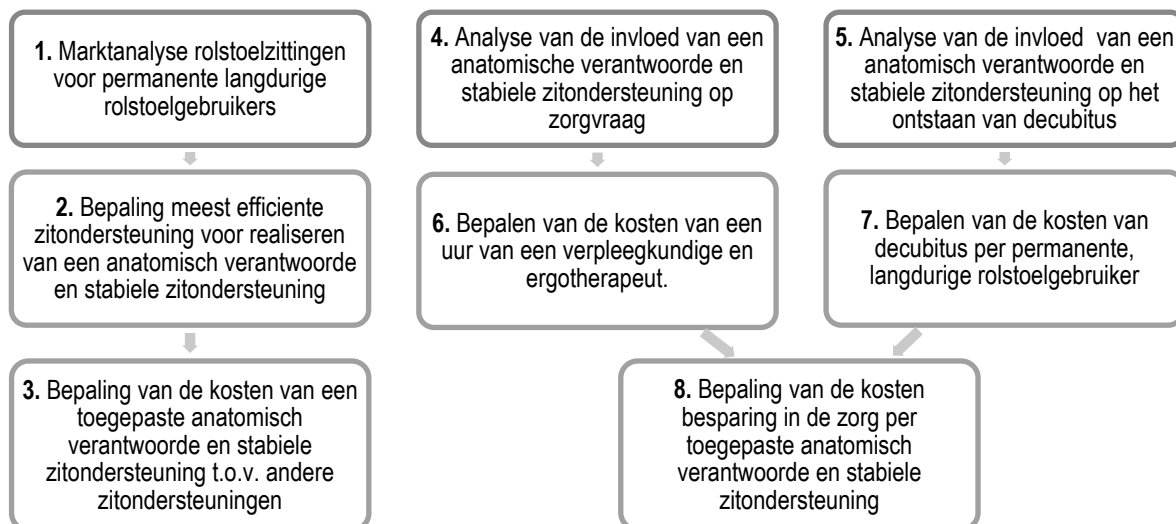 1. Marktanalyse rolstoelzittingen
voor permanente langdurige
rolstoelgebruikers
2. Bepaling meest efficiente
zitondersteuning voor realiseren
van een anatomisch verantwoorde
en stabiele zitondersteuning
3. Bepaling van de kosten van een
toegepaste anatomisch
verantwoorde en stabiele
zitondersteuning t.o.v. andere
zitondersteuningen
4. Analyse van de invloed van een
anatomische verantwoorde en
stabiele zitondersteuning op
zorgvraag
6. Bepalen van de kosten van een
uur van een verpleegkundige en
ergotherapeut.
5. Analyse van de invloed van een
anatomisch verantwoorde en
stabiele zitondersteuning op het
ontstaan van decubitus
7. Bepalen van de kosten van
decubitus per permanente,
langdurige rolstoelgebruiker
8. Bepaling van de kosten
besparing in de zorg per
toegepaste anatomisch
verantwoorde en stabiele
zitondersteuning